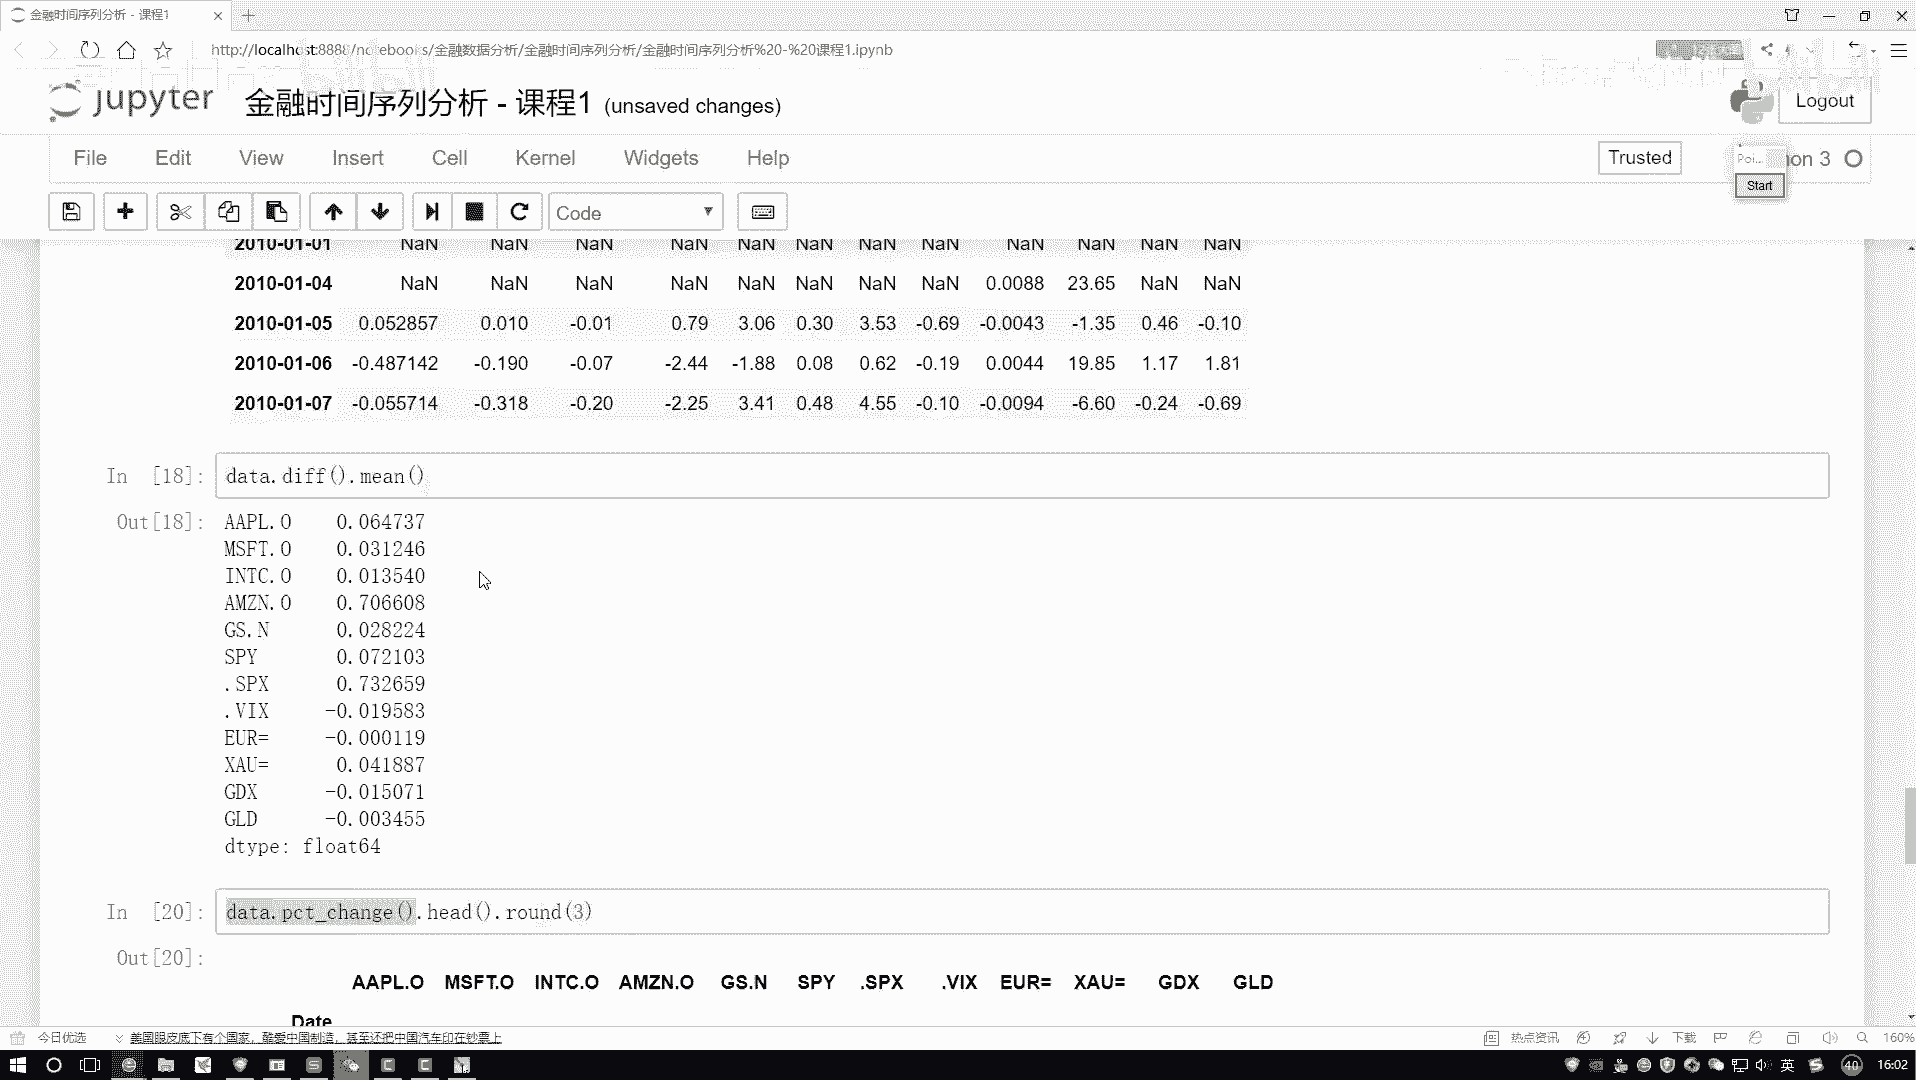 金融时间序列分析 - 课程1
http://localhost:8888/notebooks/金融数据分析/金融时间序列分析/金融时间序列分析%20-%20课程1.ipynb
jupyter 金融时间序列分析 - 课程1 (unsaved changes)
Logout
File Edit View Insert Cell Kernel Widgets Help
Trusted
Poi...
on 3
Start
Code
2010-01-01 NaN NaN NaN NaN NaN NaN NaN NaN NaN NaN NaN NaN
2010-01-04 NaN NaN NaN NaN NaN NaN NaN NaN 0.0088 23.65 NaN NaN
2010-01-05 0.052857 0.010 -0.01 0.79 3.06 0.30 3.53 -0.69 -0.0043 -1.35 0.46 -0.10
2010-01-06 -0.487142 -0.190 -0.07 -2.44 -1.88 0.08 0.62 -0.19 0.0044 19.85 1.17 1.81
2010-01-07 -0.055714 -0.318 -0.20 -2.25 3.41 0.48 4.55 -0.10 -0.0094 -6.60 -0.24 -0.69
In [18]: data.diff().mean()
Out[18]: AAPL.O 0.064737
MSFT.O 0.031246
INTC.O 0.013540
AMZN.O 0.706608
GS.N 0.028224
SPY 0.072103
.SPX 0.732659
.VIX -0.019583
EUR= -0.000119
XAU= 0.041887
GDX -0.015071
GLD -0.003455
dtype: float64
In [20]: data.pct_change().head().round(3)
Out[20]:
AAPL.O MSFT.O INTC.O AMZN.O GS.N SPY .SPX .VIX EUR= XAU= GDX GLD
Date
今日优选 美国眼皮底下有个国家，酷爱中国制造，甚至还把中国汽车印在钞票上
热点资讯 下载 160%
英 40 16:02